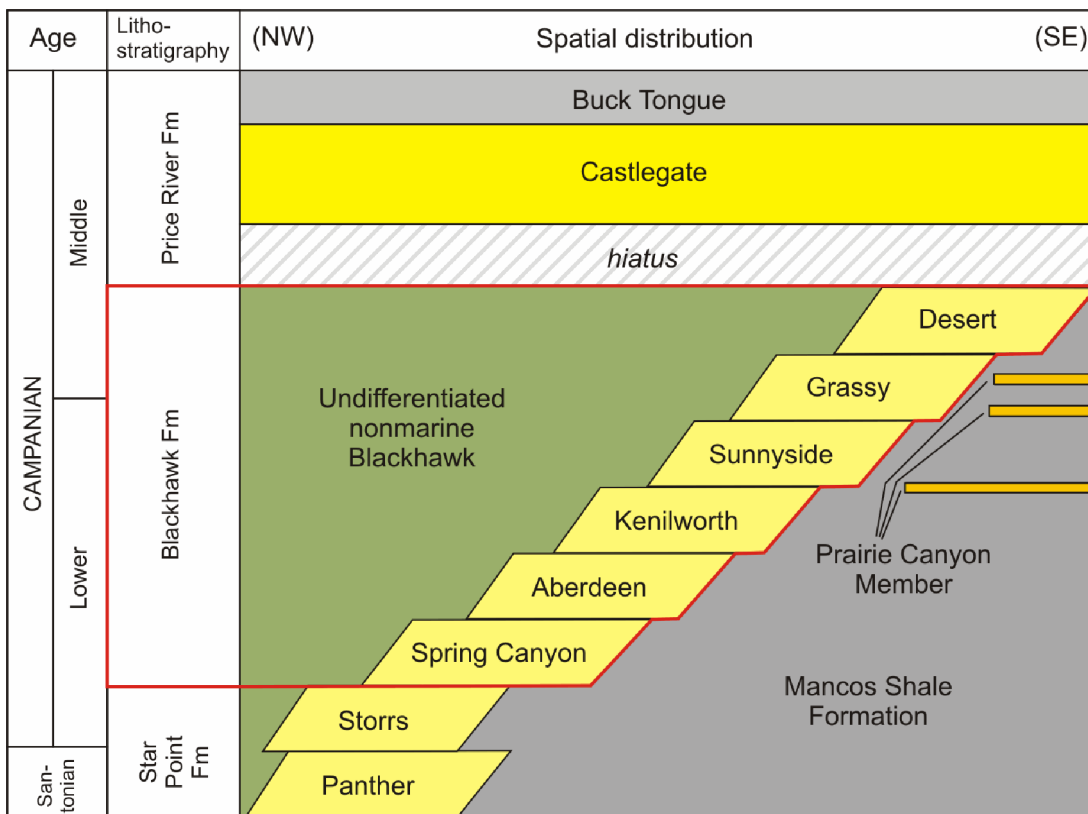 Age
Litho-
stratigraphy
(NW)
Spatial distribution
(SE)
CAMPANIAN
San-
tonian
Middle
Lower
Price River Fm
Blackhawk Fm
Star
Point
Fm
Buck Tongue
Castlegate
hiatus
Desert
Grassy
Undifferentiated
nonmarine
Blackhawk
Sunnyside
Kenilworth
Prairie Canyon
Member
Aberdeen
Spring Canyon
Mancos Shale
Formation
Storrs
Panther